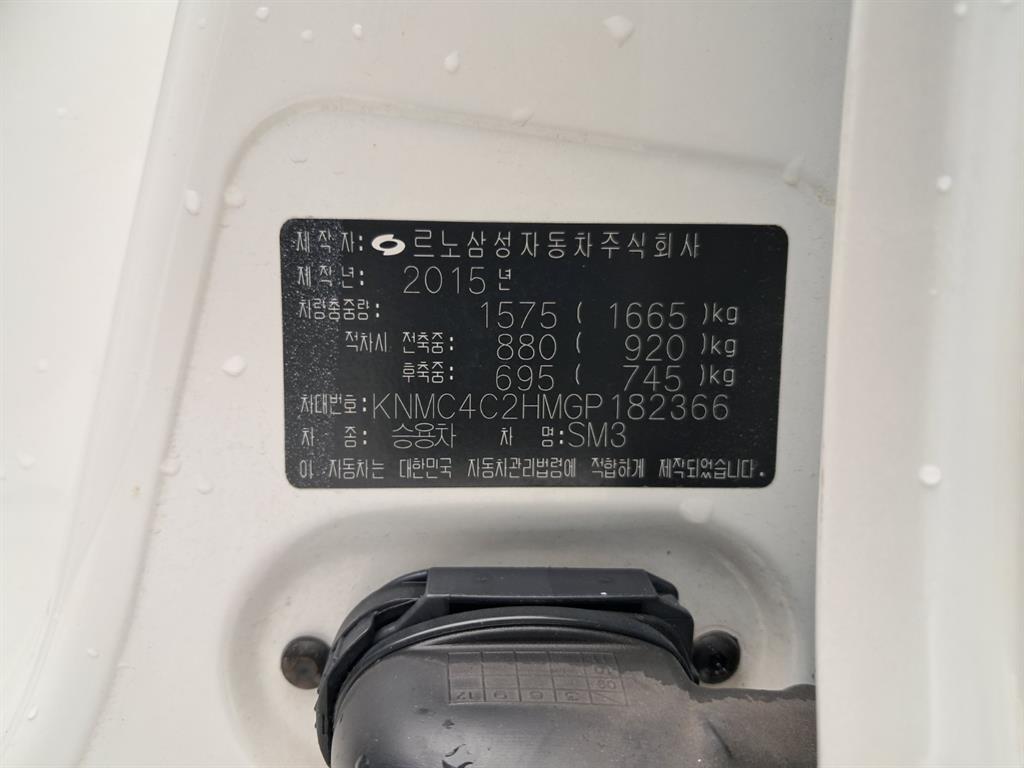 제 작 자: 르노삼성자동차주식회사
제 작 년: 2015년
차량총중량: 1575 ( 1665 )kg
적차시 전축중: 880 ( 920 )kg
후축중: 695 ( 745 )kg
차대번호: KNMC4C2HMGP182366
차 종: 승용차 차 명: SM3
이 자동차는 대한민국 자동차관리법령에 적합하게 제작되었습니다.
3 6 9 12